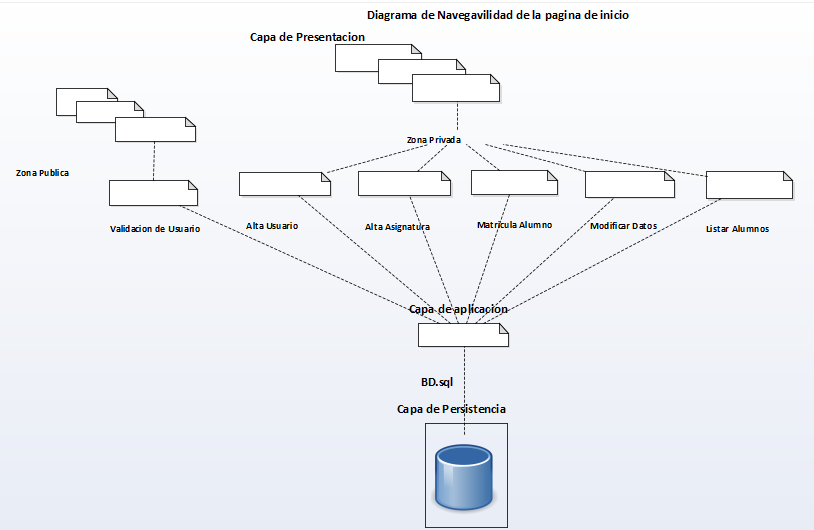 Diagrama de Navegavilidad de la pagina de inicio
Capa de Presentacion
Zona Privada
Zona Publica
Validacion de Usuario
Alta Usuario
Alta Asignatura
Matricula Alumno
Modificar Datos
Listar Alumnos
Capa de aplicacion
BD.sql
Capa de Persistencia